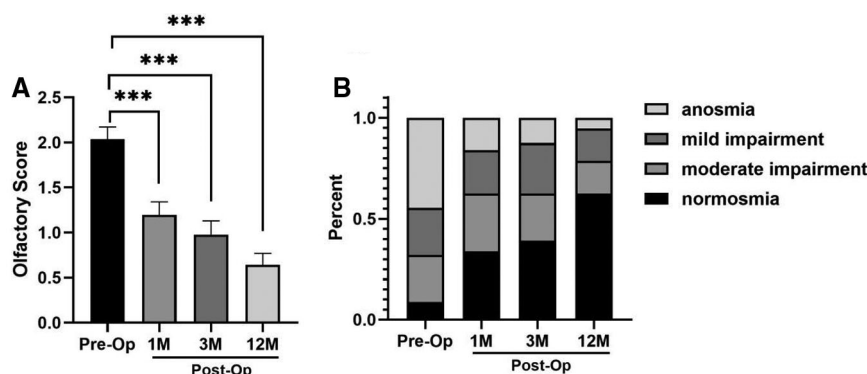 A
***
***
***
Olfactory Score
2.5
2.0
1.5
1.0
0.5
0.0
Pre-Op 1M 3M 12M
Post-Op
B
Percent
1.0
0.5
0.0
Pre-Op 1M 3M 12M
Post-Op
anosmia
mild impairment
moderate impairment
normosmia